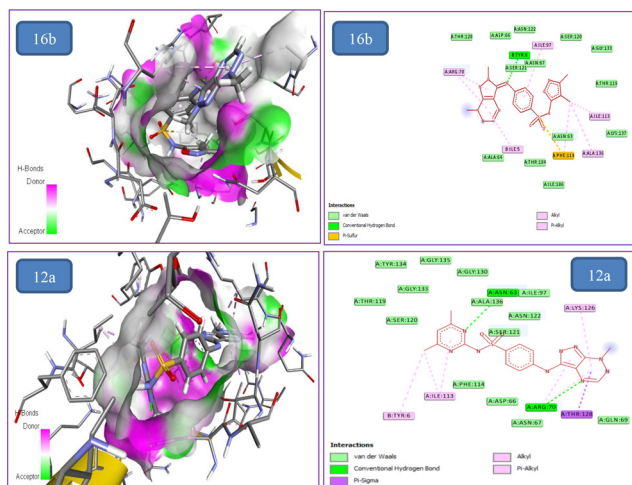 16b
H-Bonds
Donor
Acceptor
16b
A:ASN:122
A:THR:128
A:ASP:66
A:ILE:97
A:SER:120
B:TYR:6
A:GLY:133
A:ASN:67
A:SER:121
A:ARG:70
A:THR:119
A:ILE:113
A:LYS:137
A:ASN:63
B:ILE:5
A:THR:109
A:PHE:114
A:ALA:136
A:ALA:64
A:ILE:106
Interactions
van der Waals
Conventional Hydrogen Bond
Pi-Sulfur
Alkyl
Pi-Alkyl
12a
H-Bonds
Donor
Acceptor
12a
A:TYR:134
A:GLY:135
A:GLY:130
A:GLY:133
A:ASN:63
A:ILE:97
A:THR:119
A:ALA:136
A:LYS:126
A:SER:120
A:ASN:122
A:SER:121
A:PHE:114
A:ILE:113
A:ASP:66
A:ARG:70
B:TYR:6
A:THR:128
A:GLN:69
A:ASN:67
Interactions
van der Waals
Conventional Hydrogen Bond
Pi-Sigma
Alkyl
Pi-Alkyl